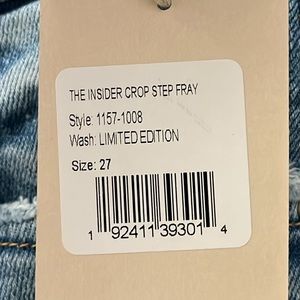 THE INSIDER CROP STEP FRAY
Style: 1157-1008
Wash: LIMITED EDITION
Size: 27
1 92411 39301 4